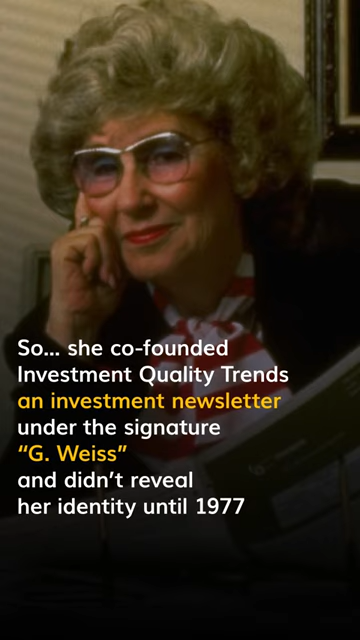 So... she co-founded
Investment Quality Trends
an investment newsletter
under the signature
“G. Weiss”
and didn’t reveal
her identity until 1977